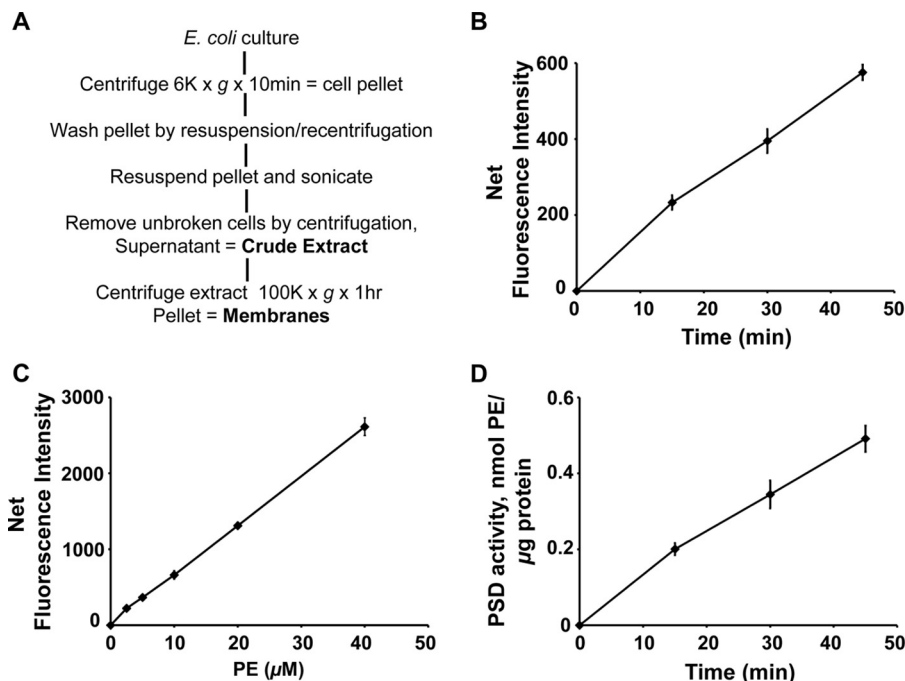 A
E. coli culture
Centrifuge 6K x g x 10min = cell pellet
Wash pellet by resuspension/recentrifugation
Resuspend pellet and sonicate
Remove unbroken cells by centrifugation,
Supernatant = Crude Extract
Centrifuge extract 100K x g x 1hr
Pellet = Membranes
B
Net
Fluorescence Intensity
600
400
200
0
0 10 20 30 40 50
Time (min)
C
Net
Fluorescence Intensity
3000
2000
1000
0
0 10 20 30 40 50
PE (µM)
D
PSD activity, nmol PE/
µg protein
0.6
0.4
0.2
0
0 10 20 30 40 50
Time (min)